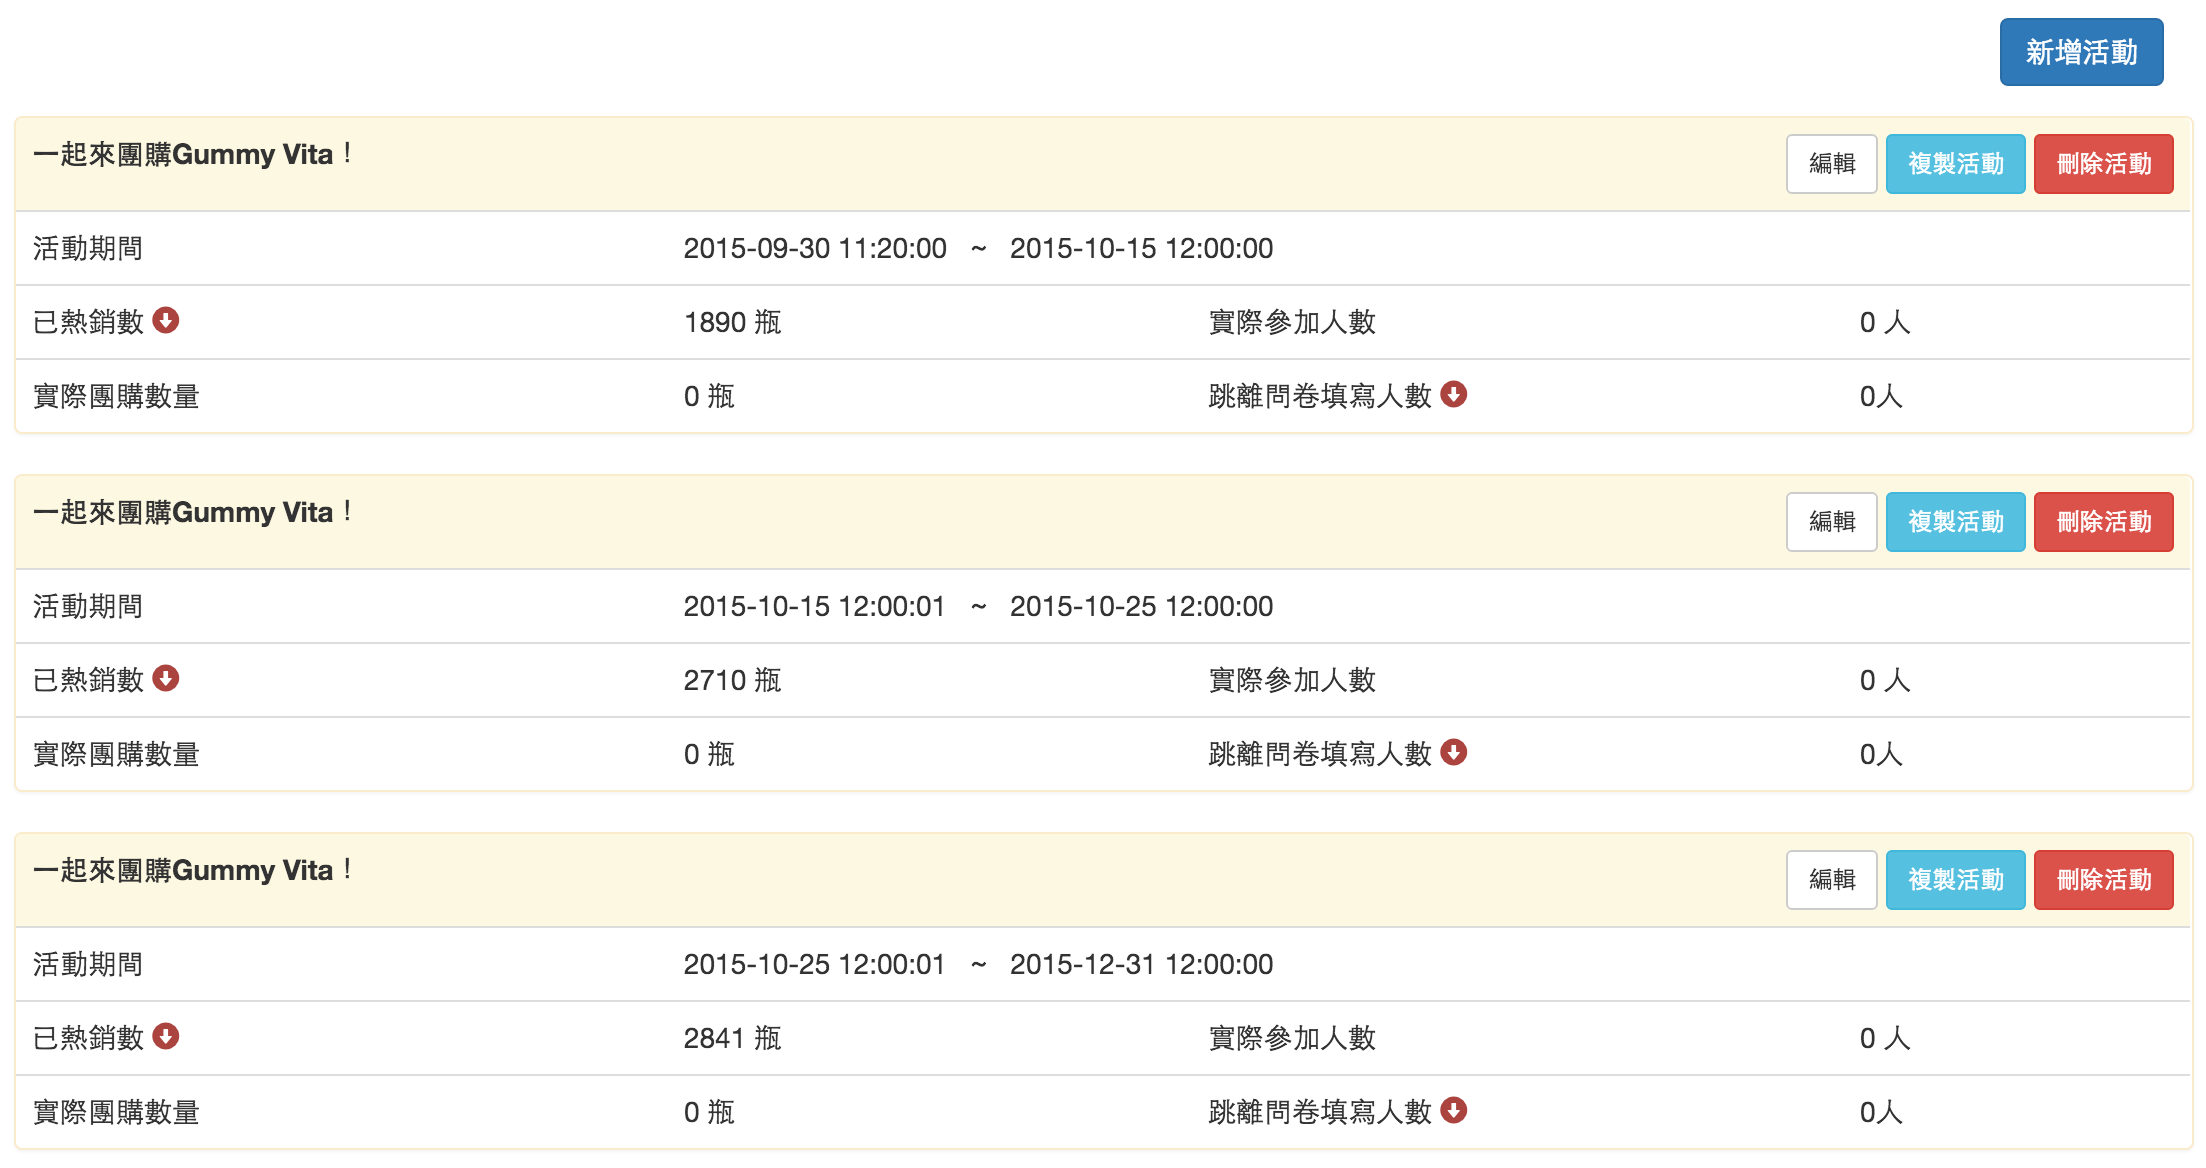 新增活動
一起來團購Gummy Vita！ 編輯 複製活動 刪除活動
活動期間 2015-09-30 11:20:00 ~ 2015-10-15 12:00:00
已熱銷數 1890 瓶 實際參加人數 0 人
實際團購數量 0 瓶 跳離問卷填寫人數 0人
一起來團購Gummy Vita！ 編輯 複製活動 刪除活動
活動期間 2015-10-15 12:00:01 ~ 2015-10-25 12:00:00
已熱銷數 2710 瓶 實際參加人數 0 人
實際團購數量 0 瓶 跳離問卷填寫人數 0人
一起來團購Gummy Vita！ 編輯 複製活動 刪除活動
活動期間 2015-10-25 12:00:01 ~ 2015-12-31 12:00:00
已熱銷數 2841 瓶 實際參加人數 0 人
實際團購數量 0 瓶 跳離問卷填寫人數 0人